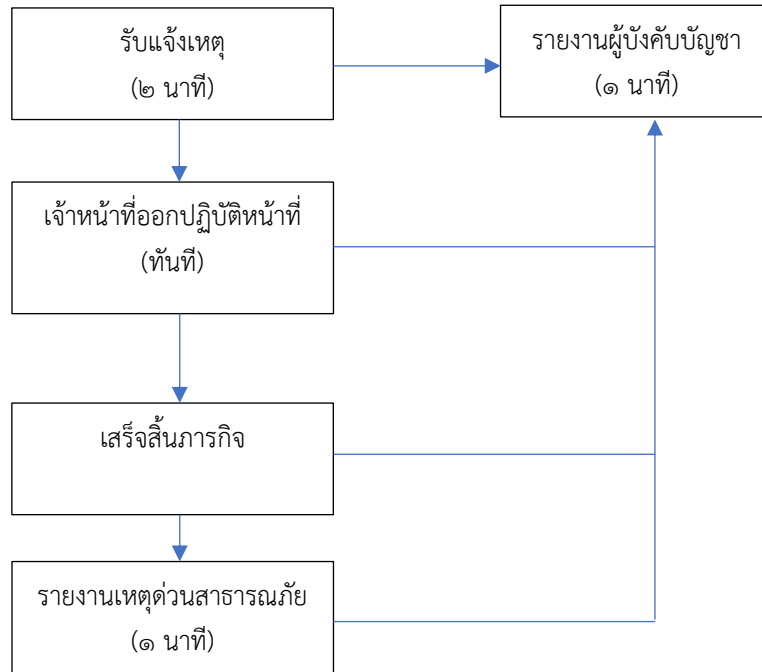 รับแจ้งเหตุ
(๒ นาที)
รายงานผู้บังคับบัญชา
(๑ นาที)
เจ้าหน้าที่ออกปฏิบัติหน้าที่
(ทันที)
เสร็จสิ้นภารกิจ
รายงานเหตุด่วนสาธารณภัย
(๑ นาที)